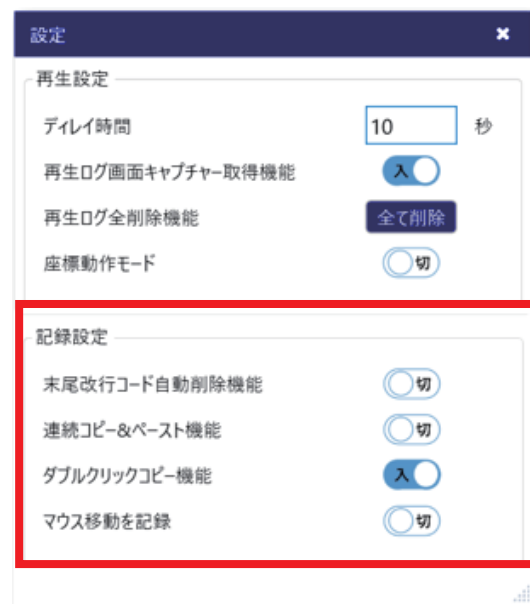 設定
再生設定
ディレイ時間 10 秒
再生ログ画面キャプチャー取得機能 入
再生ログ全削除機能 全て削除
座標動作モード 切
記録設定
末尾改行コード自動削除機能 切
連続コピー&ペースト機能 切
ダブルクリックコピー機能 入
マウス移動を記録 切